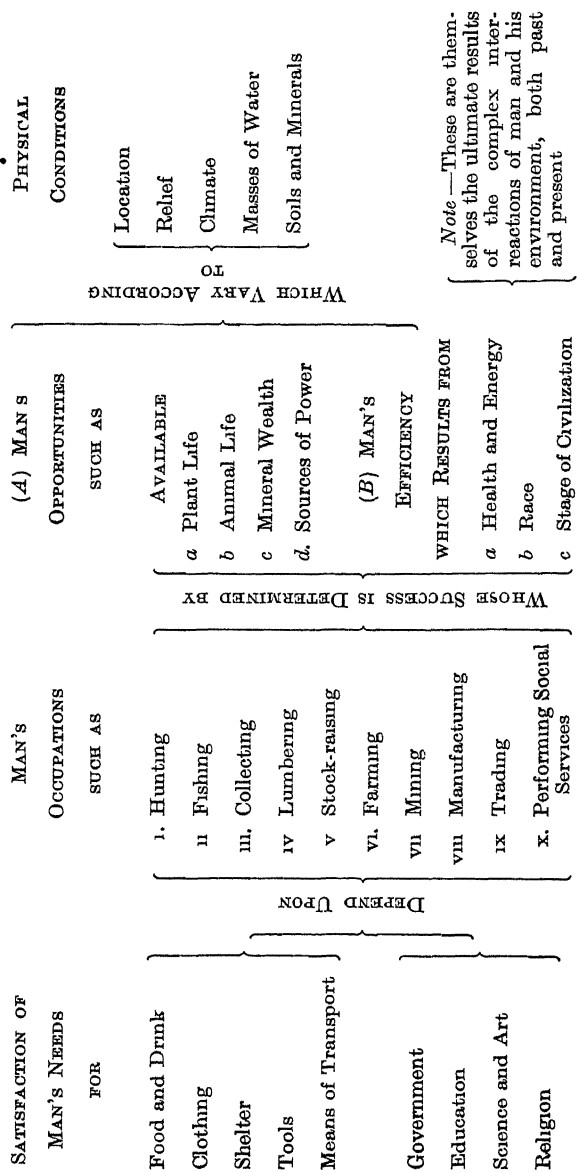 SATISFACTION OF
MAN'S NEEDS
FOR
Food and Drink
Clothing
Shelter
Tools
Means of Transport
Government
Education
Science and Art
Religion
DEPEND UPON
MAN'S
OCCUPATIONS
SUCH AS
i. Hunting
ii Fishing
iii. Collecting
iv Lumbering
v Stock-raising
vi. Farming
vii Mining
viii Manufacturing
ix Trading
x. Performing Social
Services
WHOSE SUCCESS IS DETERMINED BY
(A) MAN S
OPPORTUNITIES
SUCH AS
AVAILABLE
a Plant Life
b Animal Life
c Mineral Wealth
d. Sources of Power
(B) MAN'S
EFFICIENCY
WHICH RESULTS FROM
a Health and Energy
b Race
c Stage of Civilization
WHICH VARY ACCORDING
TO
PHYSICAL
CONDITIONS
Location
Relief
Climate
Masses of Water
Soils and Minerals
Note—These are them-
selves the ultimate results
of the complex inter-
reactions of man and his
environment, both past
and present